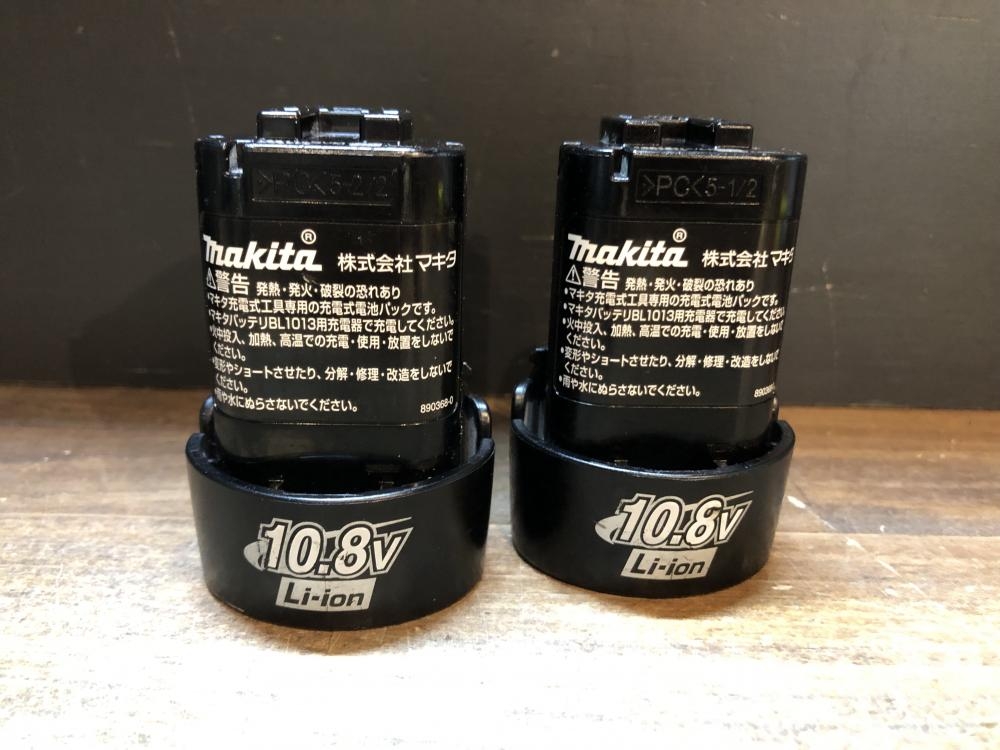 >PC<5-2/2
makita® 株式会社マキタ
⚠警告 発熱・発火・破裂の恐れあり
・マキタ充電式工具専用の充電式電池パックです。
・マキタバッテリBL1013用充電器で充電してください。
・火中投入、加熱、高温での充電・使用・放置をしないで
ください。
・変形やショートさせたり、分解・修理・改造をしないで
ください。
・雨や水にぬらさないでください。
890368-0
10.8V
Li-ion
>PC<5-1/2
makita® 株式会社マキタ
⚠警告 発熱・発火・破裂の恐れあり
・マキタ充電式工具専用の充電式電池パックです。
・マキタバッテリBL1013用充電器で充電してください。
・火中投入、加熱、高温での充電・使用・放置をしないで
ください。
・変形やショートさせたり、分解・修理・改造をしないで
ください。
・雨や水にぬらさないでください。
890368
10.8V
Li-ion